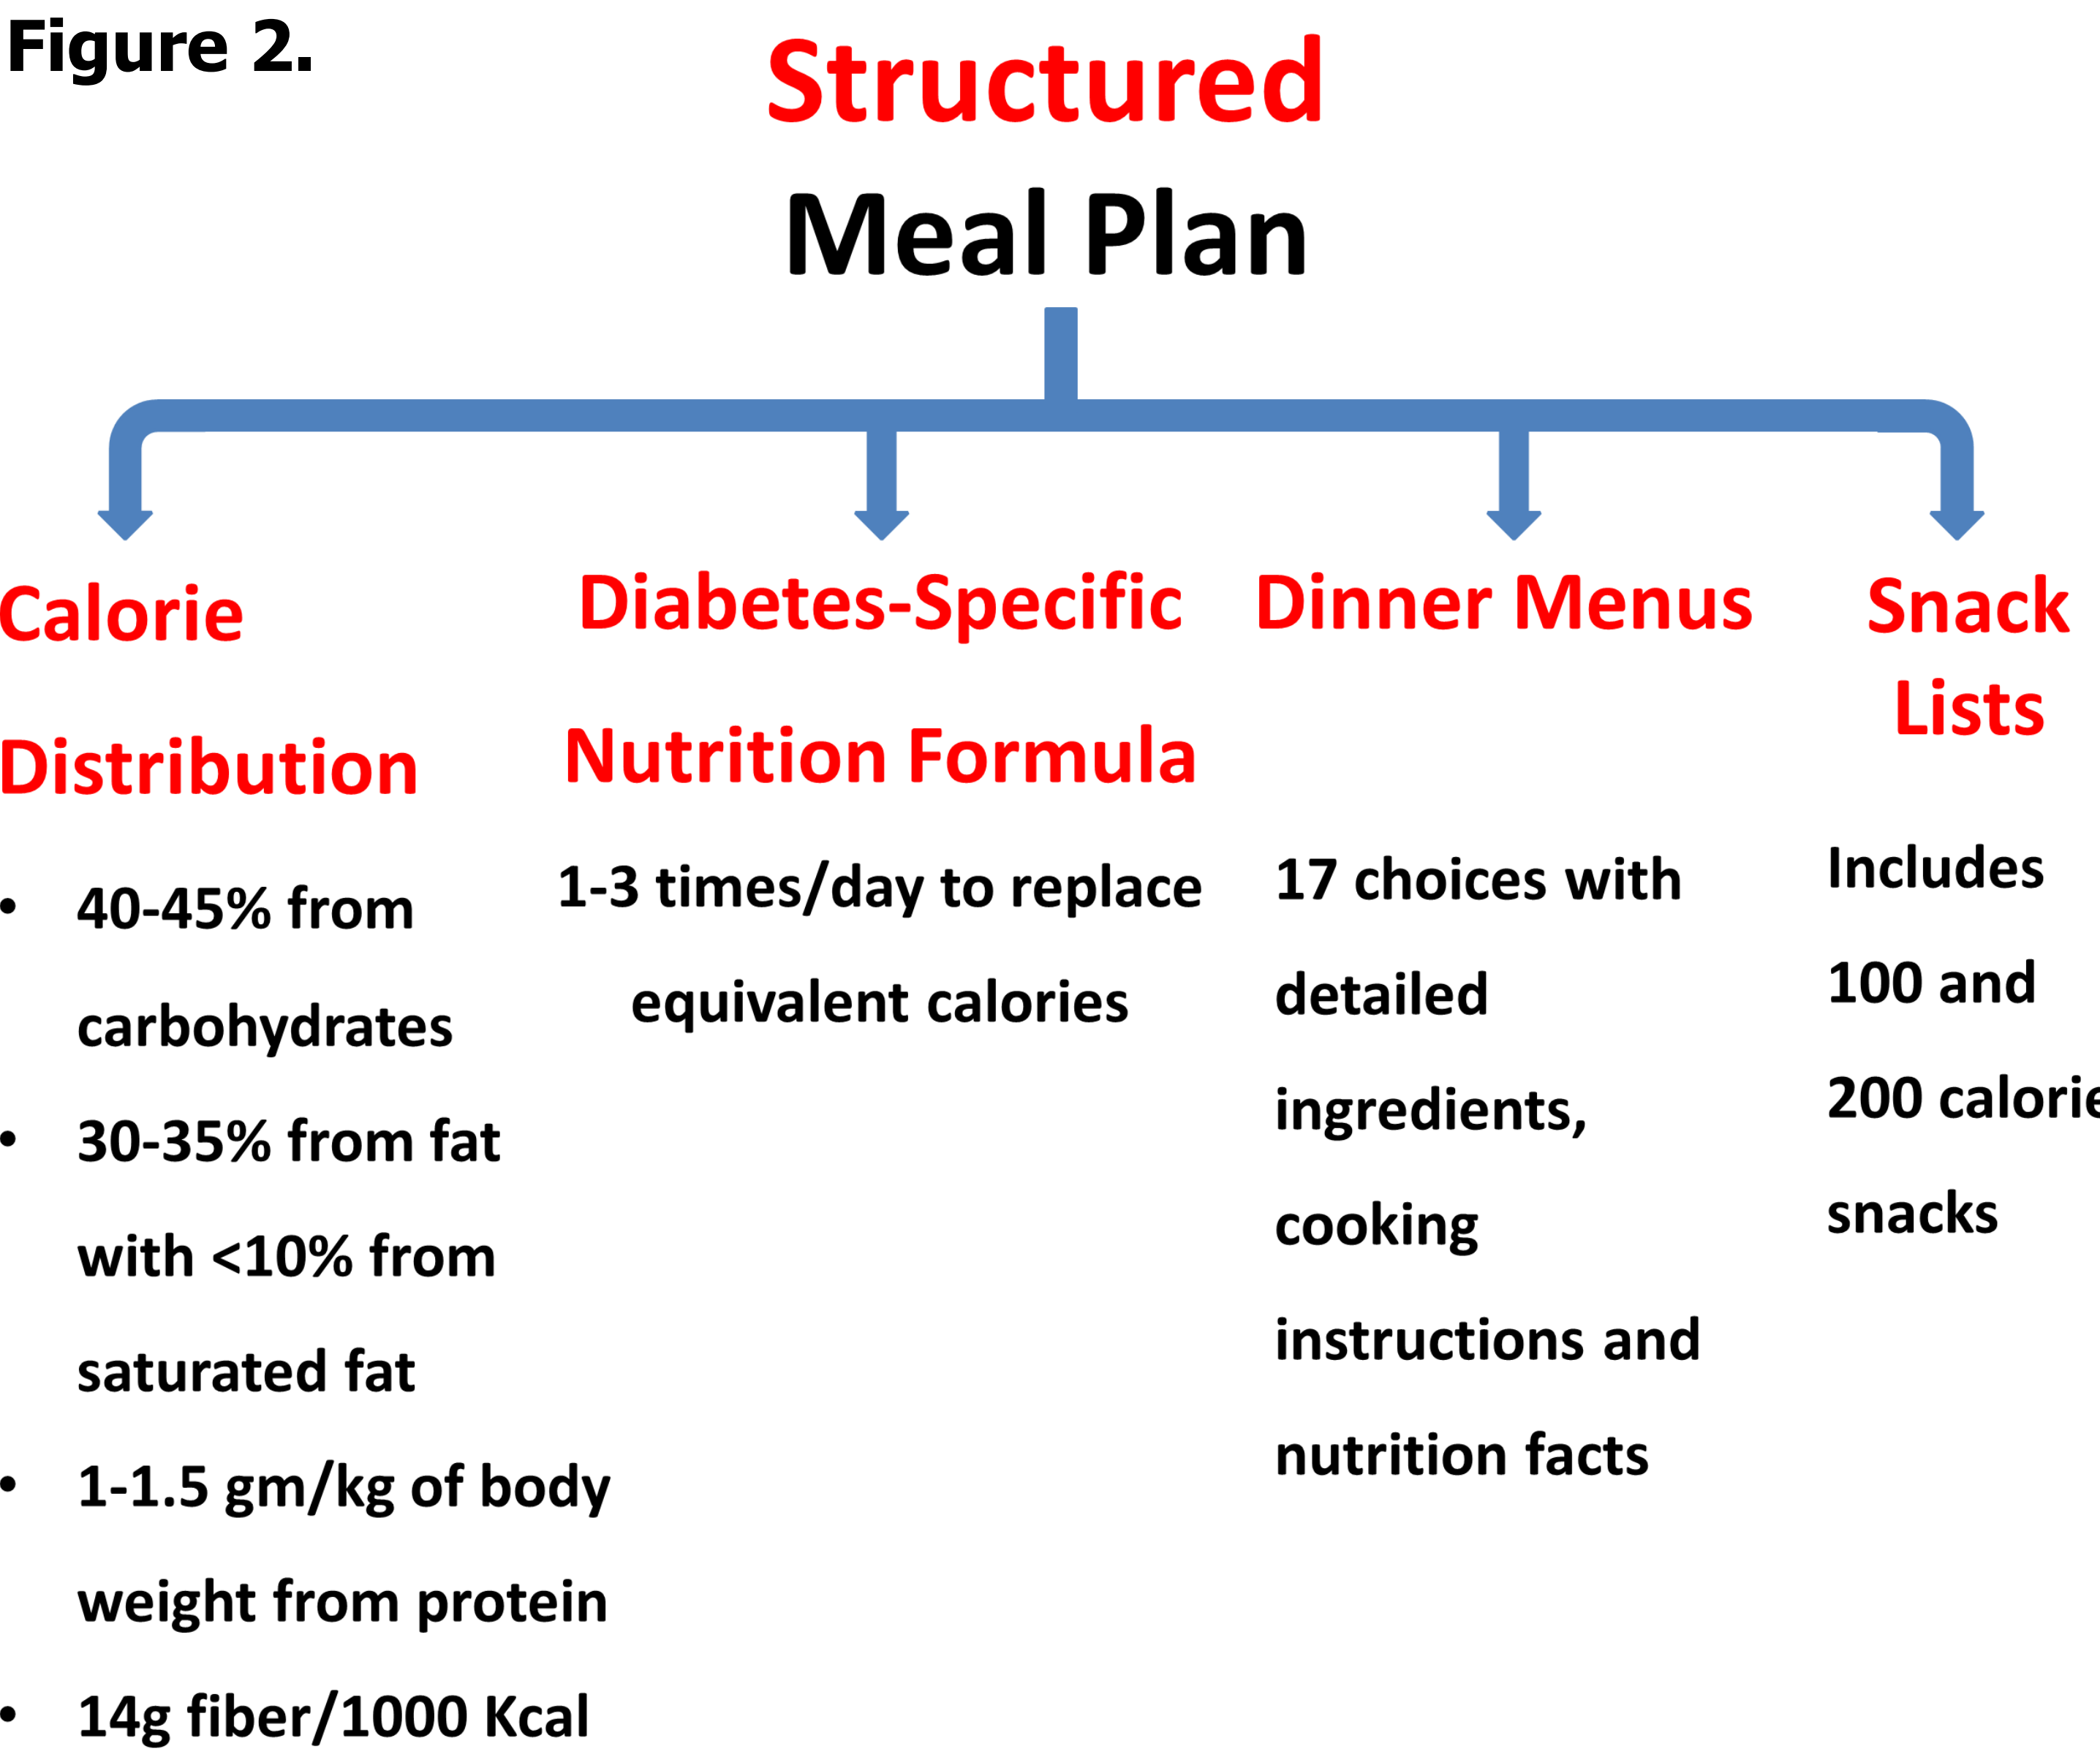 Figure 2.
Structured
Meal Plan
Calorie
Distribution
• 40-45% from
carbohydrates
• 30-35% from fat
with <10% from
saturated fat
• 1-1.5 gm/kg of body
weight from protein
• 14g fiber/1000 Kcal
Diabetes-Specific
Nutrition Formula
1-3 times/day to replace
equivalent calories
Dinner Menus
17 choices with
detailed
ingredients,
cooking
instructions and
nutrition facts
Snack
Lists
Includes
100 and
200 calorie
snacks